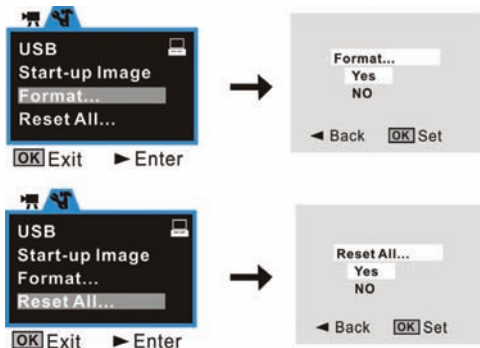 USB
Start-up Image
Format...
Reset All...
OK Exit ► Enter
Format...
Yes
NO
◄ Back OK Set
USB
Start-up Image
Format...
Reset All...
OK Exit ► Enter
Reset All...
Yes
NO
◄ Back OK Set